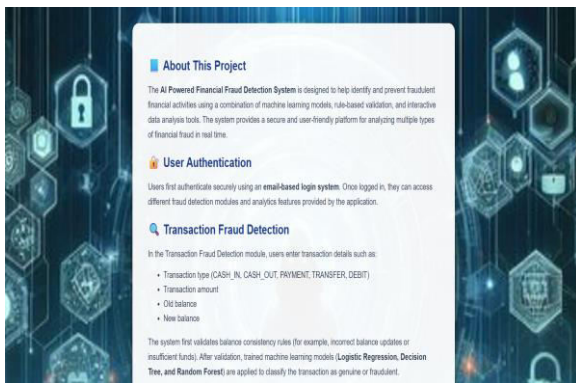 About This Project
The AI Powered Financial Fraud Detection System is designed to help identify and prevent fraudulent
financial activities using a combination of machine learning models, rule-based validation, and interactive
data analysis tools. The system provides a secure and user-friendly platform for analyzing multiple types
of financial fraud in real time.
User Authentication
Users first authenticate securely using an email-based login system. Once logged in, they can access
different fraud detection modules and analytics features provided by the application.
Transaction Fraud Detection
In the Transaction Fraud Detection module, users enter transaction details such as:
• Transaction type (CASH_IN, CASH_OUT, PAYMENT, TRANSFER, DEBIT)
• Transaction amount
• Old balance
• New balance
The system first validates balance consistency rules (for example, incorrect balance updates or
insufficient funds). After validation, trained machine learning models (Logistic Regression, Decision
Tree, and Random Forest) are applied to classify the transaction as genuine or fraudulent.